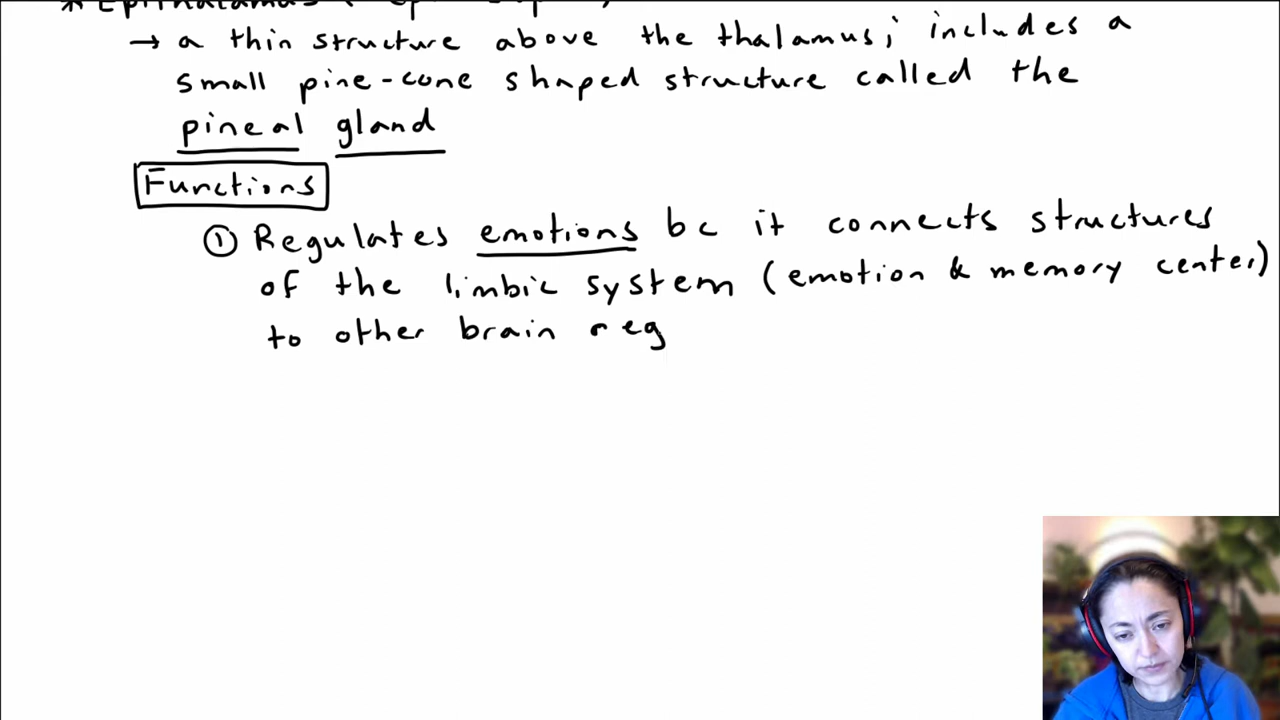 → a thin structure above the thalamus; includes a
small pine-cone shaped structure called the
pineal gland
Functions
① Regulates emotions bc it connects structures
of the limbic system (emotion & memory center)
to other brain reg